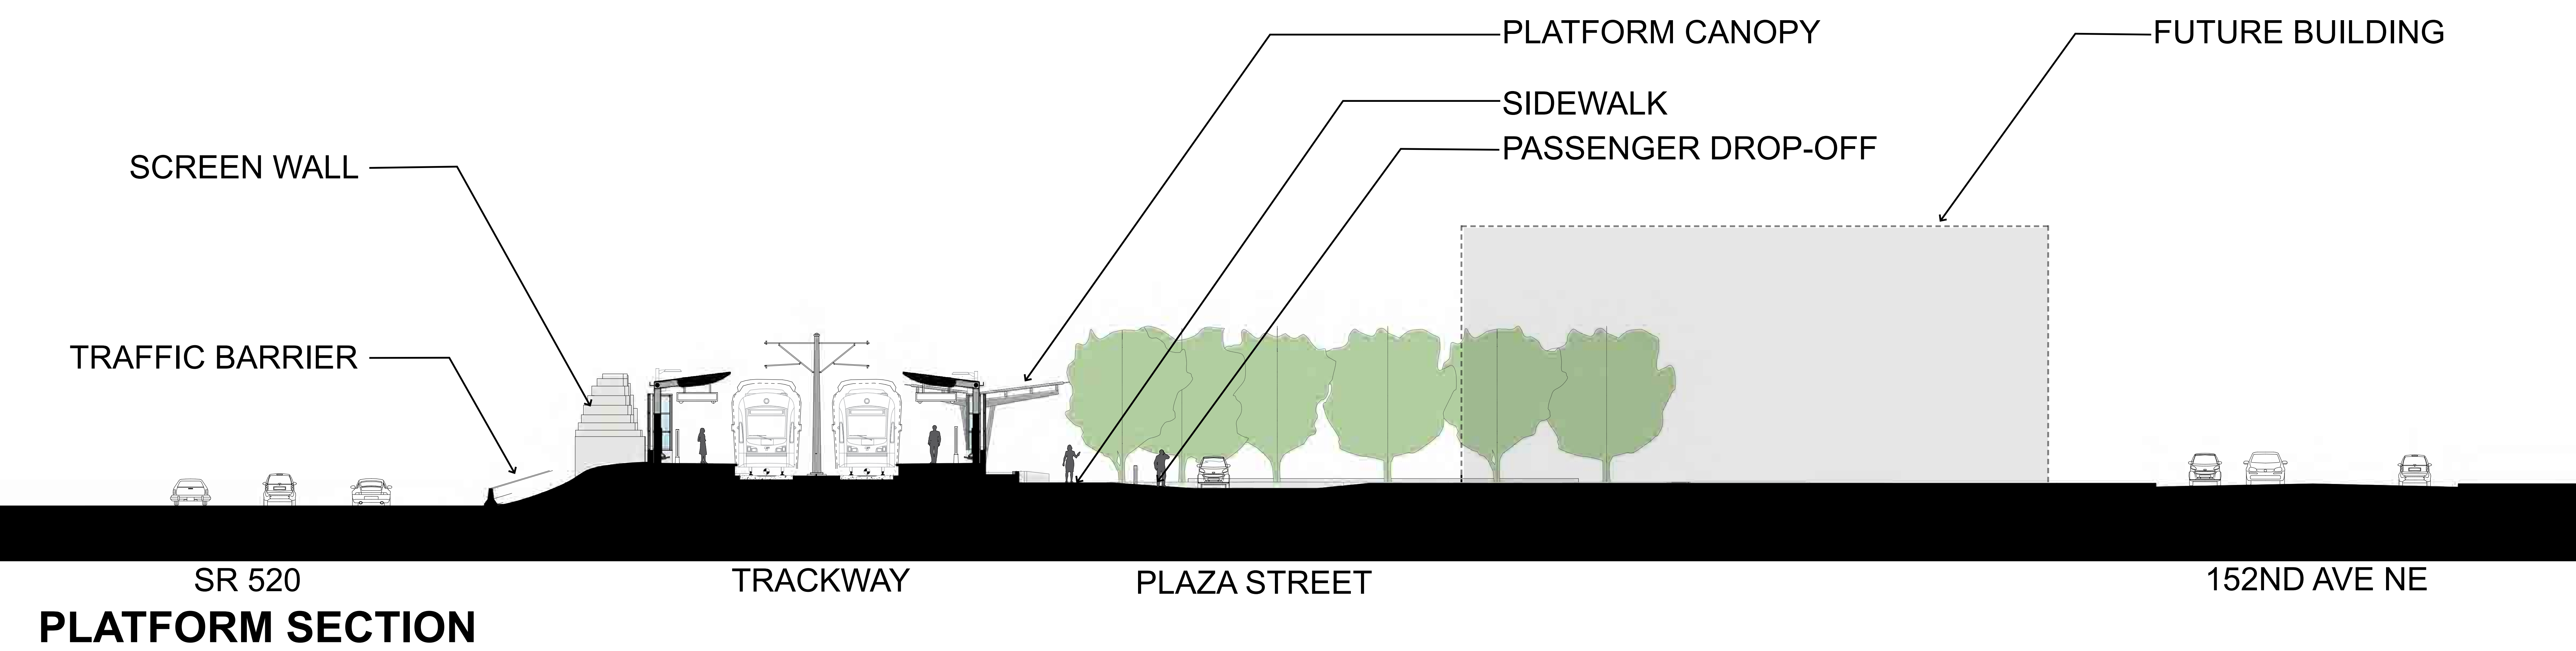 PLATFORM CANOPY
FUTURE BUILDING
SIDEWALK
PASSENGER DROP-OFF
SCREEN WALL
TRAFFIC BARRIER
SR 520
TRACKWAY
PLAZA STREET
152ND AVE NE
PLATFORM SECTION